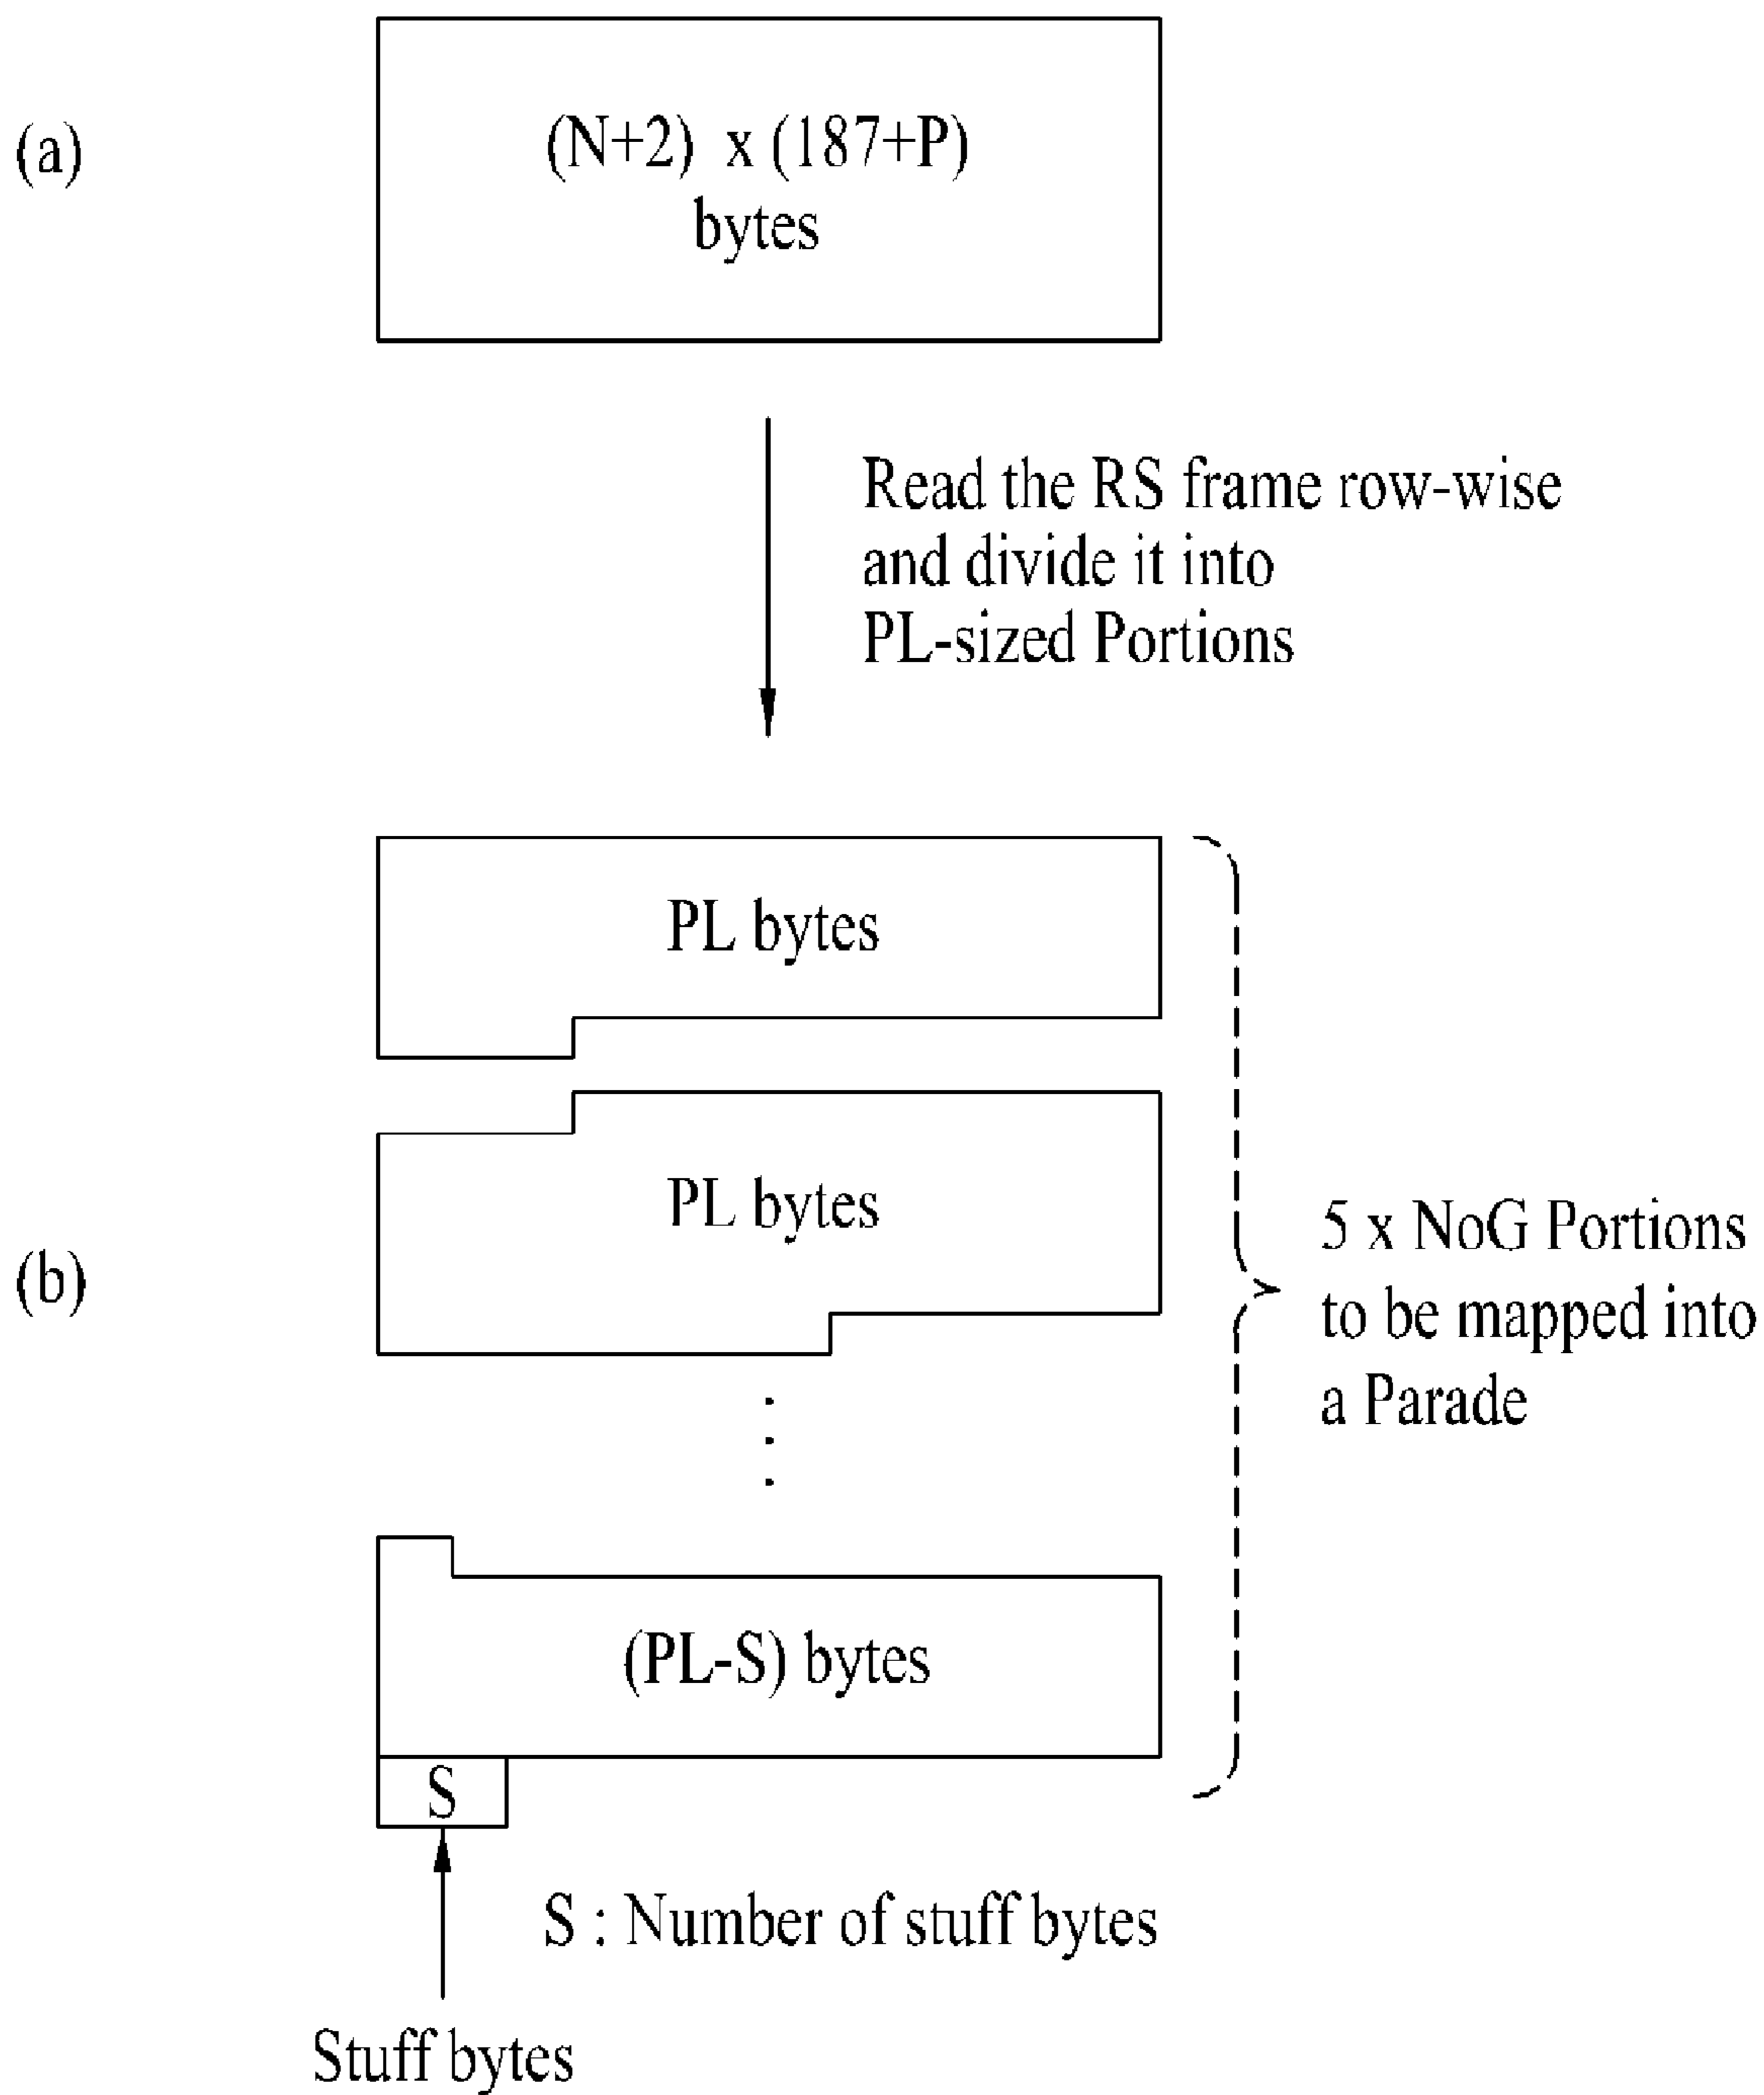 (a)
(N+2) x (187+P)
bytes
Read the RS frame row-wise
and divide it into
PL-sized Portions
PL bytes
PL bytes
(b)
5 x NoG Portions
to be mapped into
a Parade
(PL-S) bytes
S
S : Number of stuff bytes
Stuff bytes